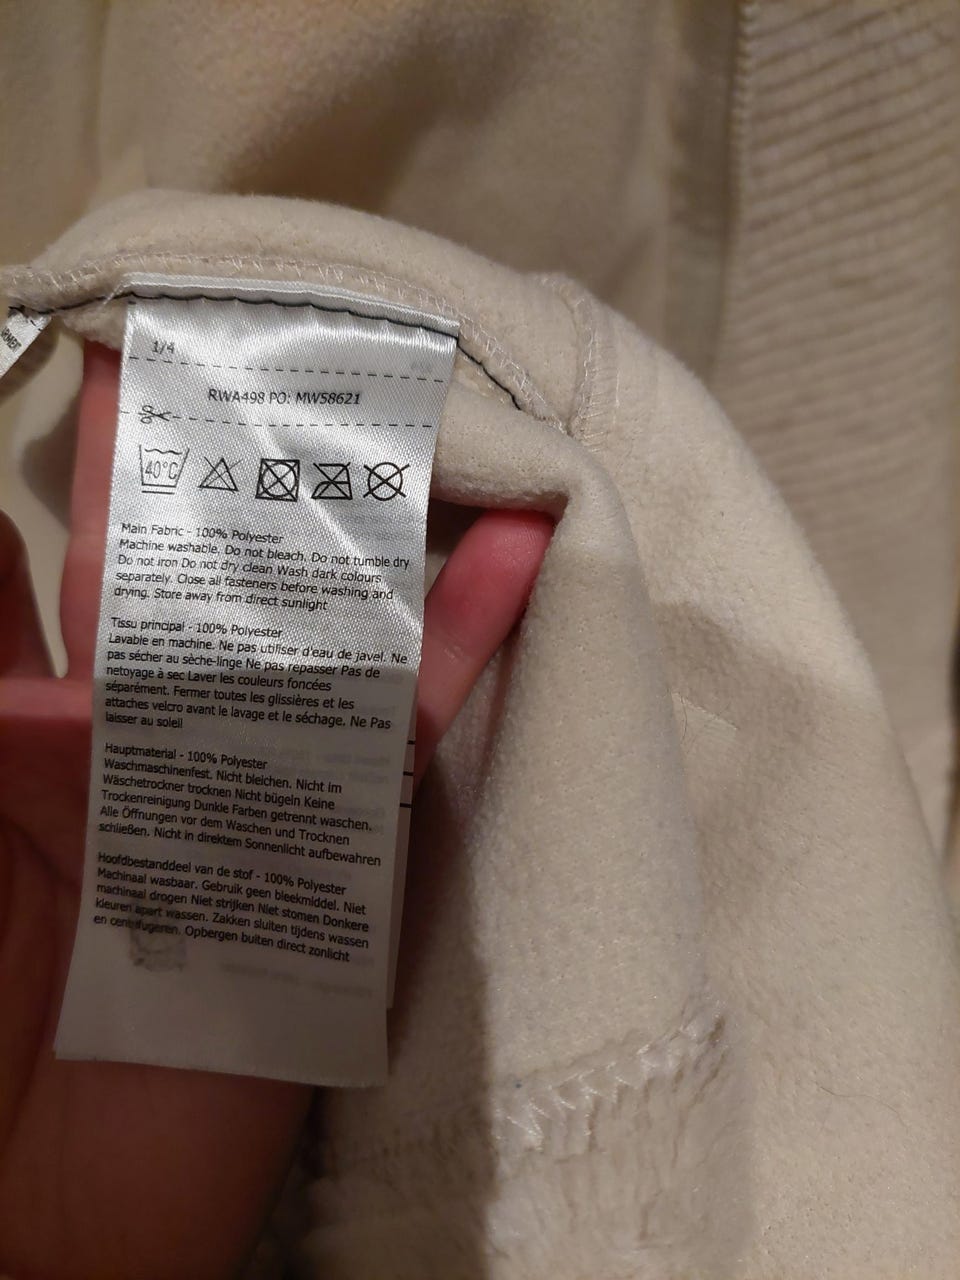 1/4
RWA498 PO: MW58621
40°C
Main Fabric - 100% Polyester
Machine washable. Do not bleach. Do not tumble dry
Do not iron Do not dry clean Wash dark colours
separately. Close all fasteners before washing and
drying. Store away from direct sunlight
Tissu principal - 100% Polyester
Lavable en machine. Ne pas utiliser d'eau de javel. Ne
pas sécher au sèche-linge Ne pas repasser Pas de
netoyage à sec Laver les couleurs foncées
séparément. Fermer toutes les glissières et les
attaches velcro avant le lavage et le séchage. Ne Pas
laisser au soleil
Hauptmaterial - 100% Polyester
Waschmaschinenfest. Nicht bleichen. Nicht im
Wäschetrockner trocknen Nicht bügeln Keine
Trockenreinigung Dunkle Farben getrennt waschen.
Alle Öffnungen vor dem Waschen und Trocknen
schließen. Nicht in direktem Sonnenlicht aufbewahren
Hoofdbestanddeel van de stof - 100% Polyester
Machinaal wasbaar. Gebruik geen bleekmiddel. Niet
machinaal drogen Niet strijken Niet stomen Donkere
kleuren apart wassen. Zakken sluiten tijdens wassen
en centrifugeren. Opbergen buiten direct zonlicht